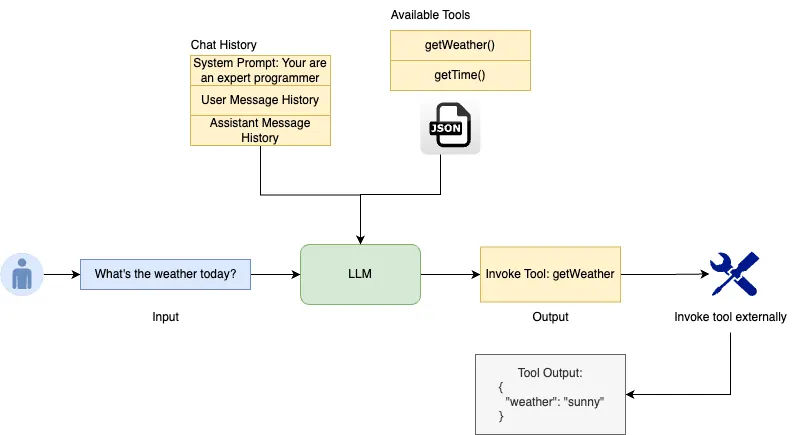 Available Tools
getWeather()
getTime()
JSON
Chat History
System Prompt: Your are
an expert programmer
User Message History
Assistant Message
History
What's the weather today?
LLM
Invoke Tool: getWeather
Input
Output
Invoke tool externally
Tool Output:
{
"weather": "sunny"
}